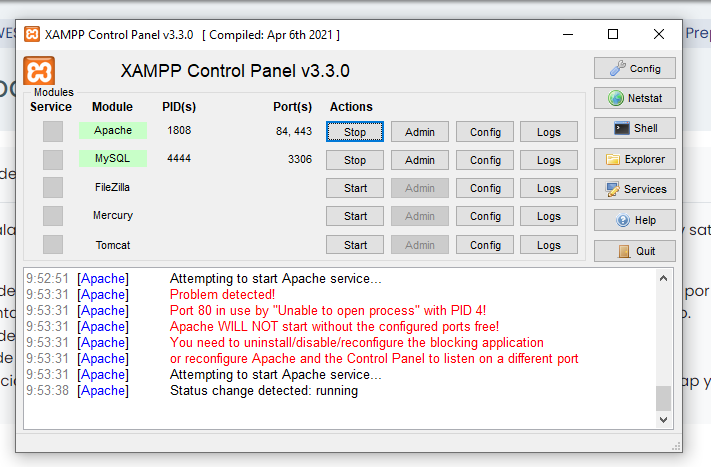 XAMPP Control Panel v3.3.0 [ Compiled: Apr 6th 2021 ]
XAMPP Control Panel v3.3.0
Config
Modules
Service Module PID(s) Port(s) Actions
Netstat
Apache 1808 84, 443 Stop Admin Config Logs
Shell
MySQL 4444 3306 Stop Admin Config Logs
Explorer
FileZilla Start Admin Config Logs
Services
Mercury Start Admin Config Logs
Help
Tomcat Start Admin Config Logs
Quit
9:52:51 [Apache] Attempting to start Apache service...
9:53:31 [Apache] Problem detected!
9:53:31 [Apache] Port 80 in use by "Unable to open process" with PID 4!
9:53:31 [Apache] Apache WILL NOT start without the configured ports free!
9:53:31 [Apache] You need to uninstall/disable/reconfigure the blocking application
9:53:31 [Apache] or reconfigure Apache and the Control Panel to listen on a different port
9:53:31 [Apache] Attempting to start Apache service...
9:53:38 [Apache] Status change detected: running